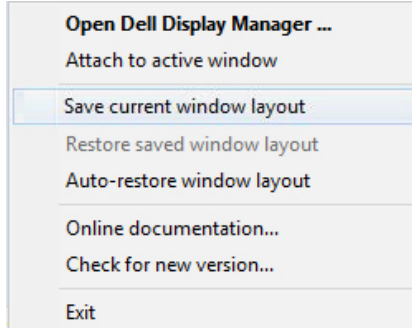 Open Dell Display Manager ...
Attach to active window
Save current window layout
Restore saved window layout
Auto-restore window layout
Online documentation...
Check for new version...
Exit